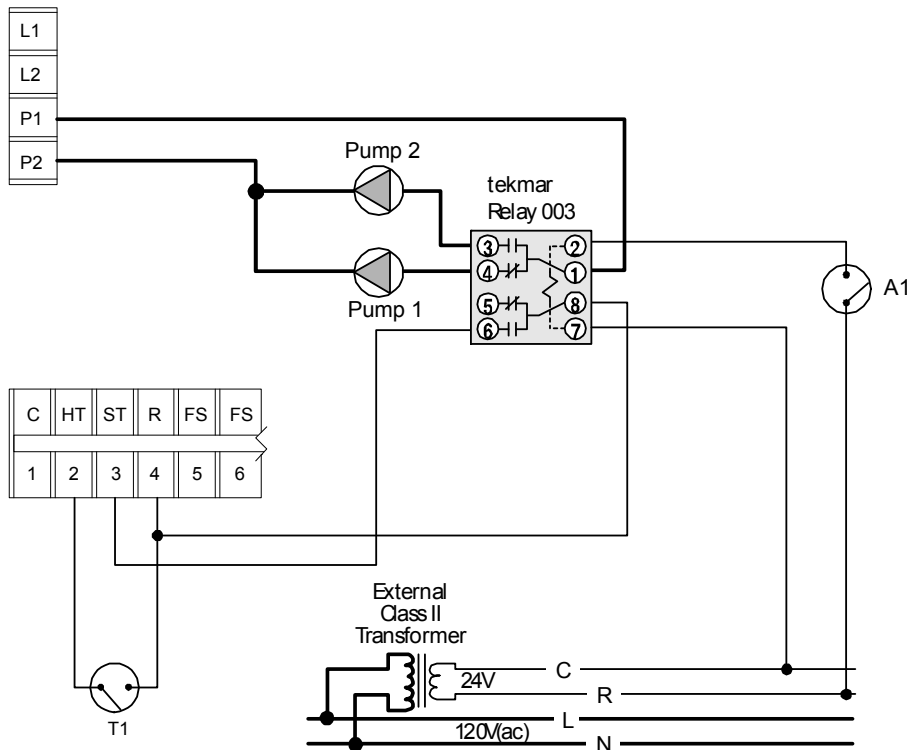 L1
L2
P1
P2
Pump 2
Pump 1
tekmar
Relay 003
3
2
4
1
5
8
6
7
A1
C HT ST R FS FS
1 2 3 4 5 6
T1
External
Class II
Transformer
24V
C
R
L
120V(ac)
N